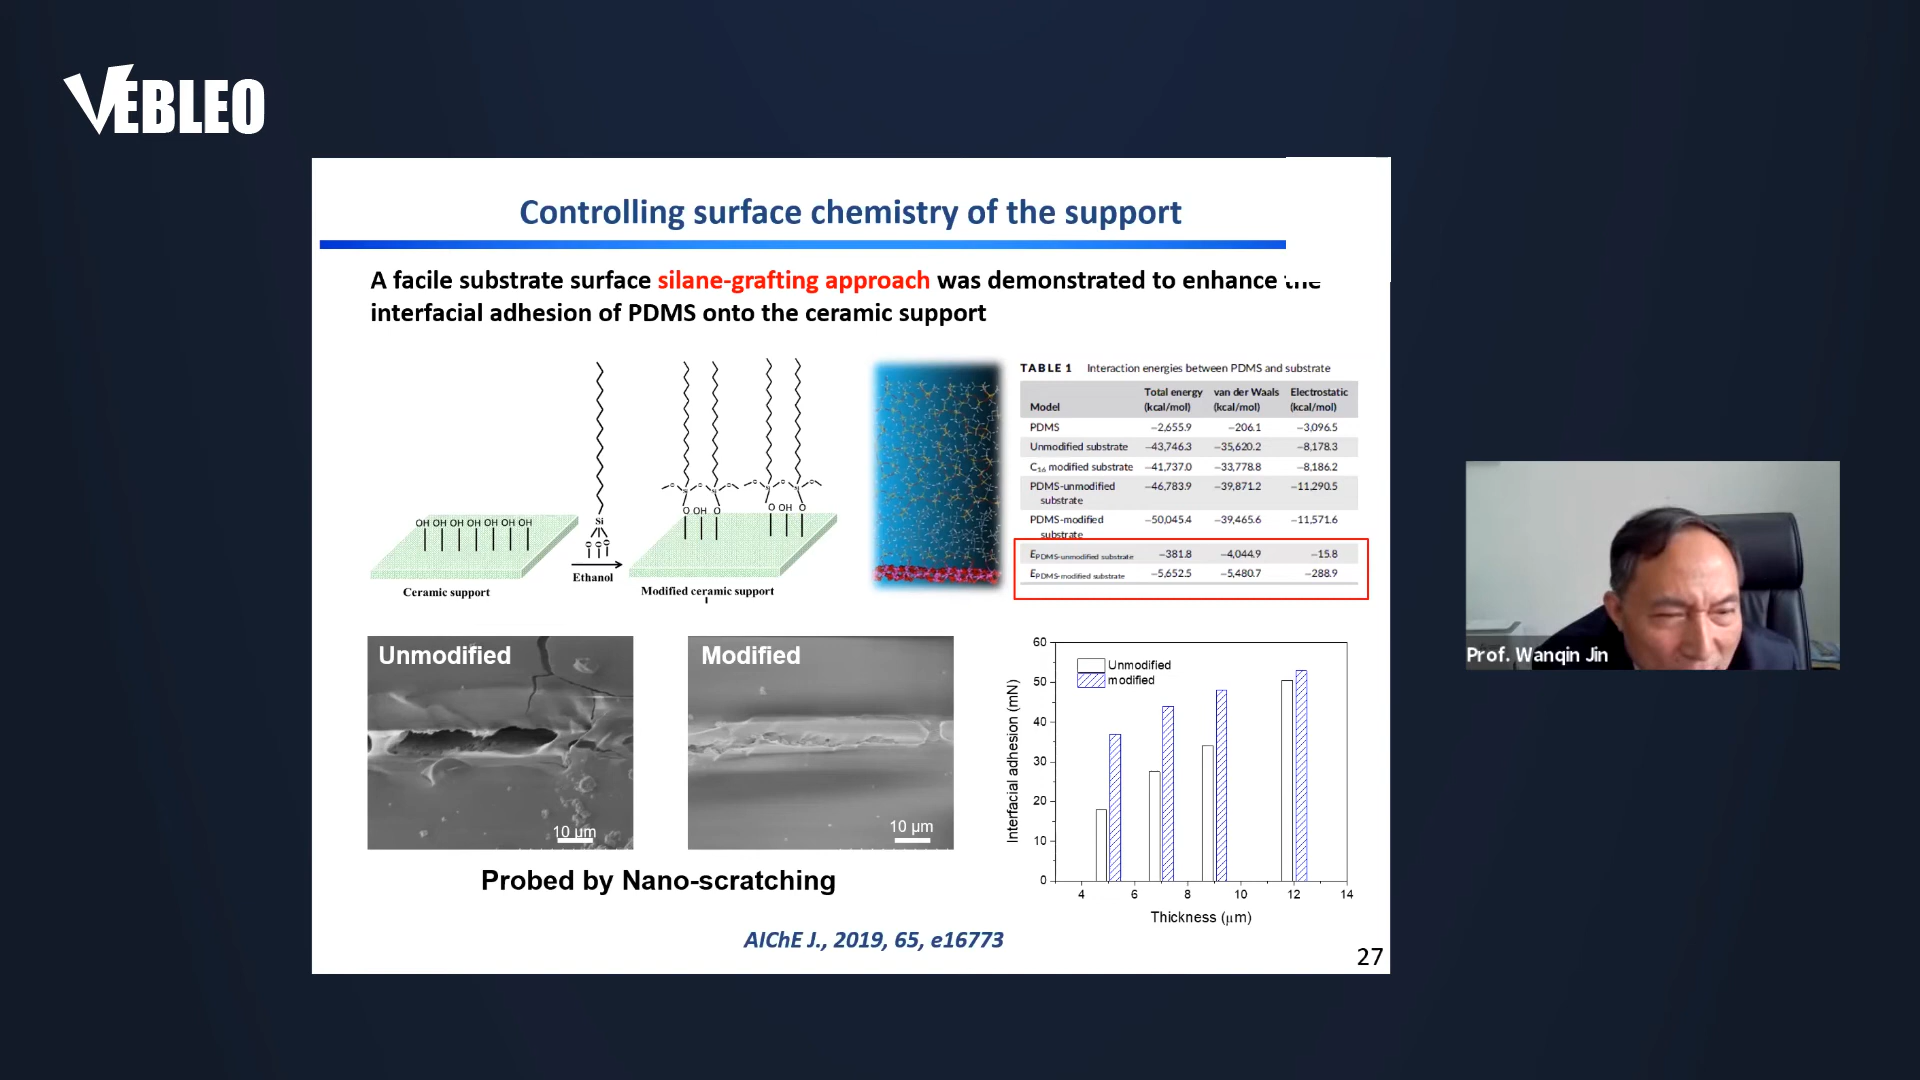 VEBLEO
Controlling surface chemistry of the support
A facile substrate surface silane-grafting approach was demonstrated to enhance the
interfacial adhesion of PDMS onto the ceramic support
OH OH OH OH OH OH OH
Si
O O O
Ethanol
Ceramic support
O Si O Si O O Si O Si O
O OH O O OH O
Modified ceramic support
TABLE 1 Interaction energies between PDMS and substrate
Model Total energy (kcal/mol) van der Waals (kcal/mol) Electrostatic (kcal/mol)
PDMS −2,655.9 −206.1 −3,096.5
Unmodified substrate −43,746.3 −35,620.2 −8,178.3
C16 modified substrate −41,737.0 −33,778.8 −8,186.2
PDMS-unmodified substrate −46,783.9 −39,871.2 −11,290.5
PDMS-modified substrate −50,045.4 −39,465.6 −11,571.6
EPDMS-unmodified substrate −381.8 −4,044.9 −15.8
EPDMS-modified substrate −5,652.5 −5,480.7 −288.9
Unmodified
10 µm
Modified
10 µm
Probed by Nano-scratching
Interfacial adhesion (mN)
60
50
40
30
20
10
0
Unmodified
modified
4 6 8 10 12 14
Thickness (µm)
AIChE J., 2019, 65, e16773
27
Prof. Wanqin Jin